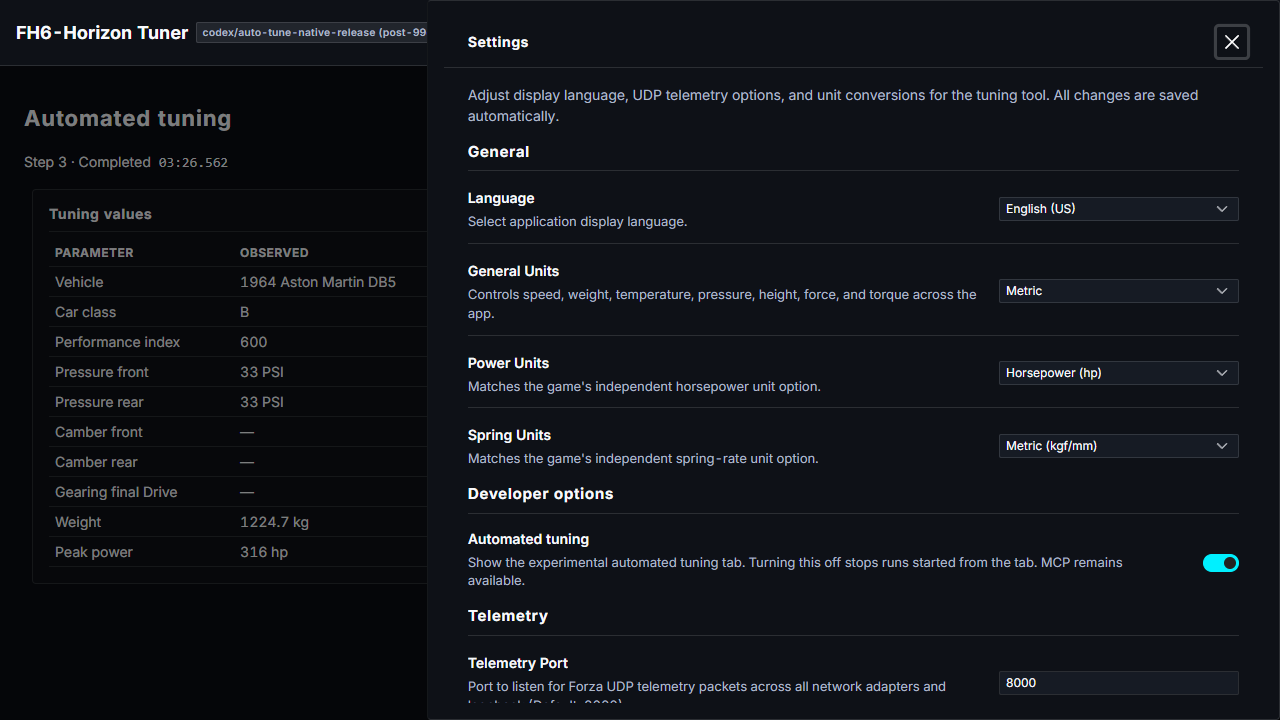 FH6-Horizon Tuner
codex/auto-tune-native-release (post-99
Automated tuning
Step 3 · Completed 03:26.562
Tuning values
PARAMETER OBSERVED
Vehicle 1964 Aston Martin DB5
Car class B
Performance index 600
Pressure front 33 PSI
Pressure rear 33 PSI
Camber front —
Camber rear —
Gearing final Drive —
Weight 1224.7 kg
Peak power 316 hp
Settings
Adjust display language, UDP telemetry options, and unit conversions for the tuning tool. All changes are saved
automatically.
General
Language
Select application display language.
English (US)
General Units
Controls speed, weight, temperature, pressure, height, force, and torque across the
app.
Metric
Power Units
Matches the game's independent horsepower unit option.
Horsepower (hp)
Spring Units
Matches the game's independent spring-rate unit option.
Metric (kgf/mm)
Developer options
Automated tuning
Show the experimental automated tuning tab. Turning this off stops runs started from the tab. MCP remains
available.
Telemetry
Telemetry Port
Port to listen for Forza UDP telemetry packets across all network adapters and
8000